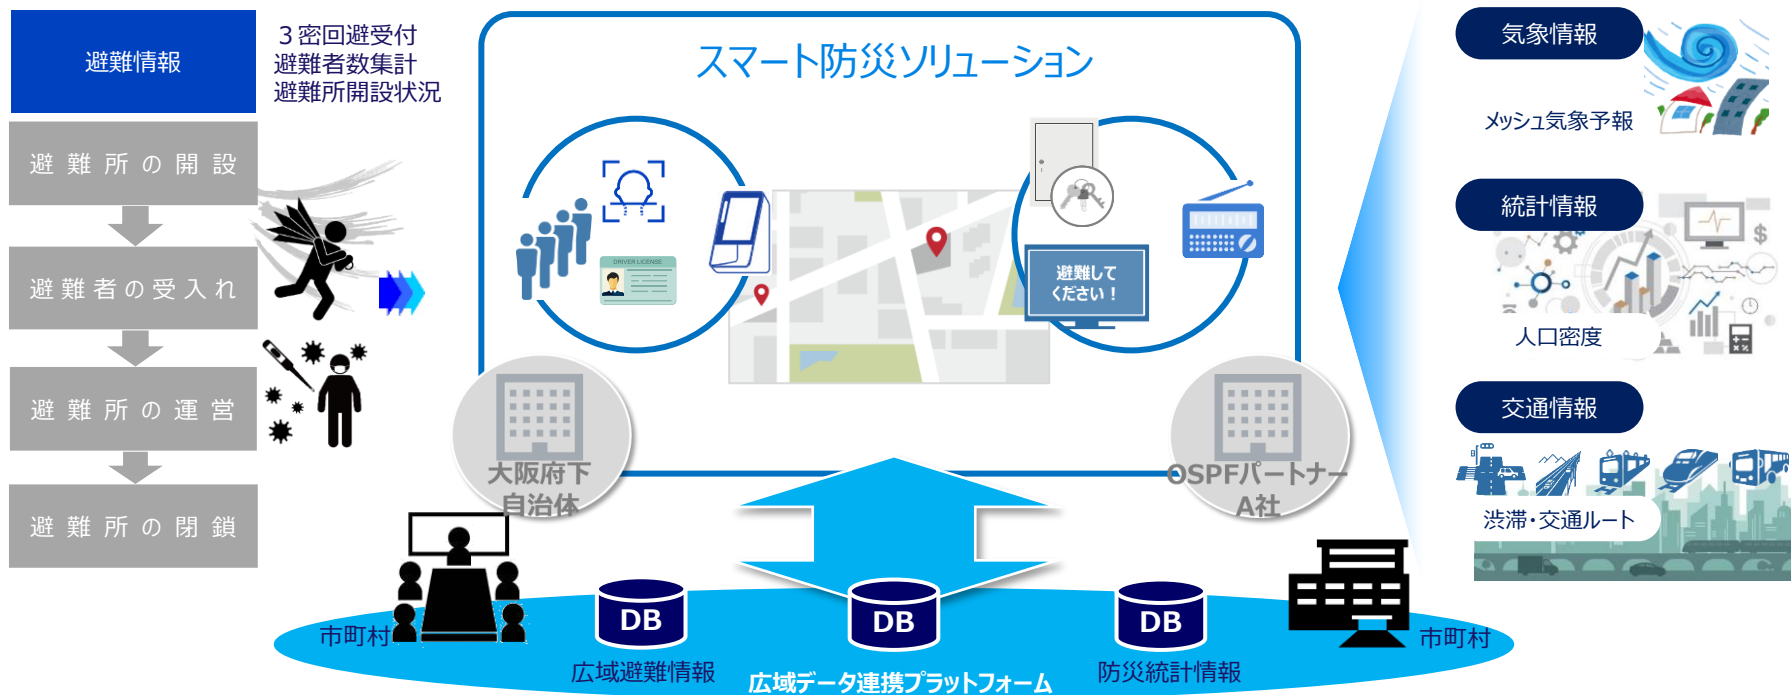 避難情報
３密回避受付
避難者数集計
避難所開設状況
避難所の開設
避難者の受入れ
避難所の運営
避難所の閉鎖
スマート防災ソリューション
DRIVER LICENSE
避難して
ください！
大阪府下
自治体
OSPFパートナー
A社
気象情報
メッシュ気象予報
統計情報
$
人口密度
交通情報
渋滞・交通ルート
市町村
DB
広域避難情報
DB
広域データ連携プラットフォーム
DB
防災統計情報
市町村